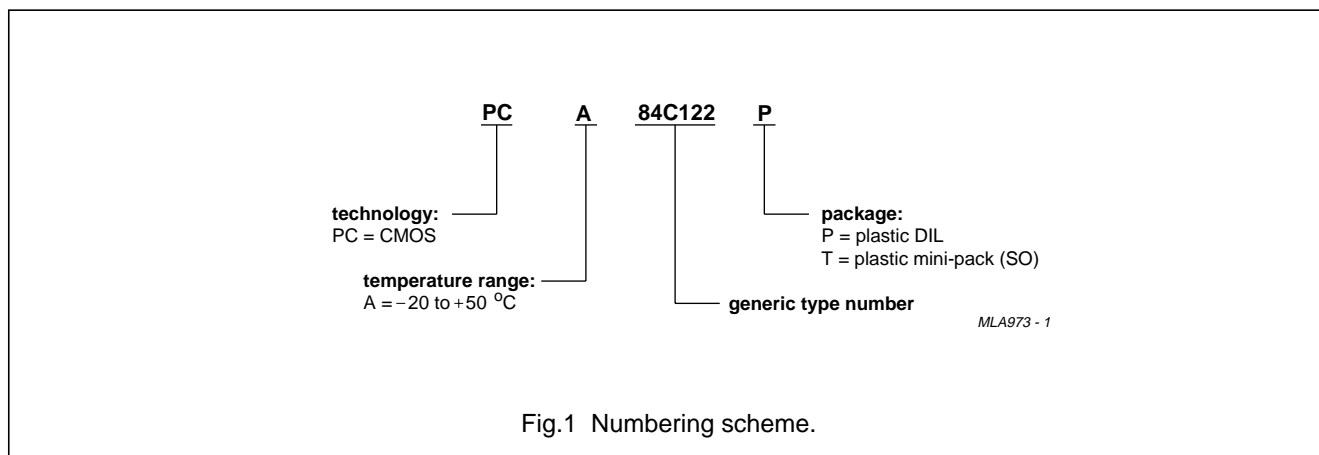 PC A 84C122 P
technology:
PC = CMOS
temperature range:
A = −20 to +50 °C
package:
P = plastic DIL
T = plastic mini-pack (SO)
generic type number
MLA973 - 1
Fig.1 Numbering scheme.